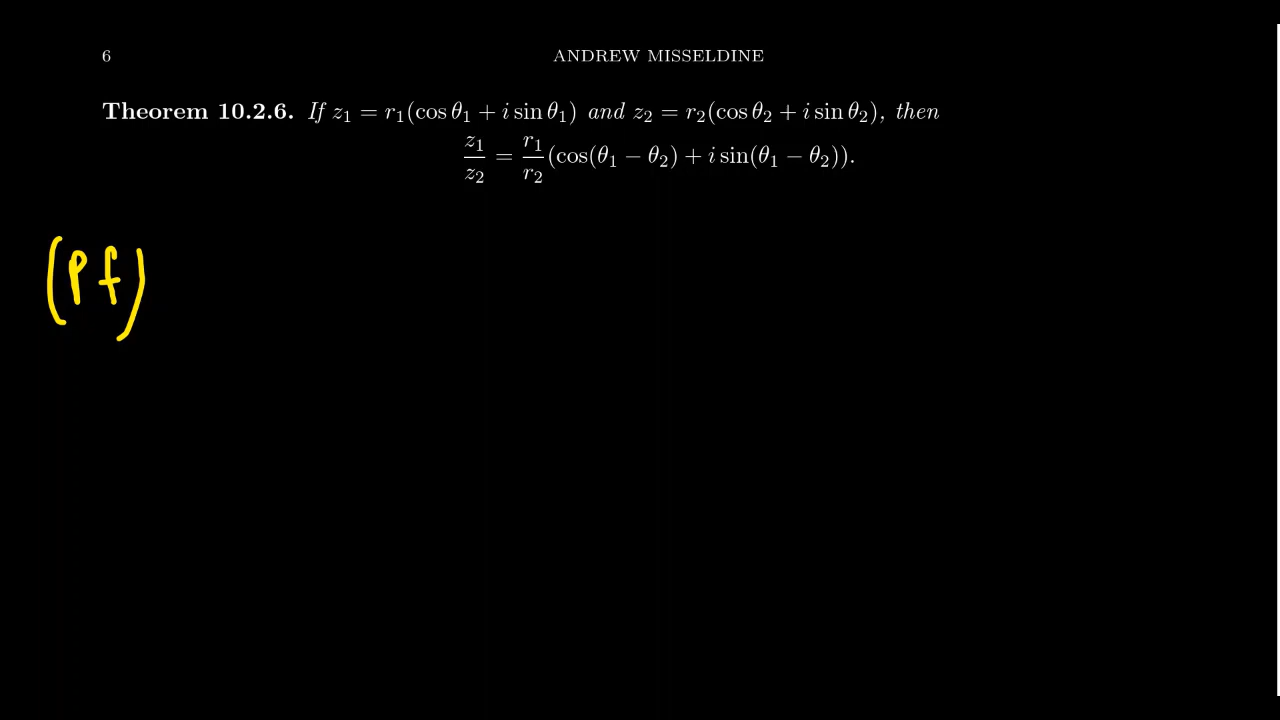 6 ANDREW MISSELDINE
Theorem 10.2.6. If z₁ = r₁(cos θ₁ + i sin θ₁) and z₂ = r₂(cos θ₂ + i sin θ₂), then
z₁/z₂ = r₁/r₂ (cos(θ₁ − θ₂) + i sin(θ₁ − θ₂)).
(Pf)